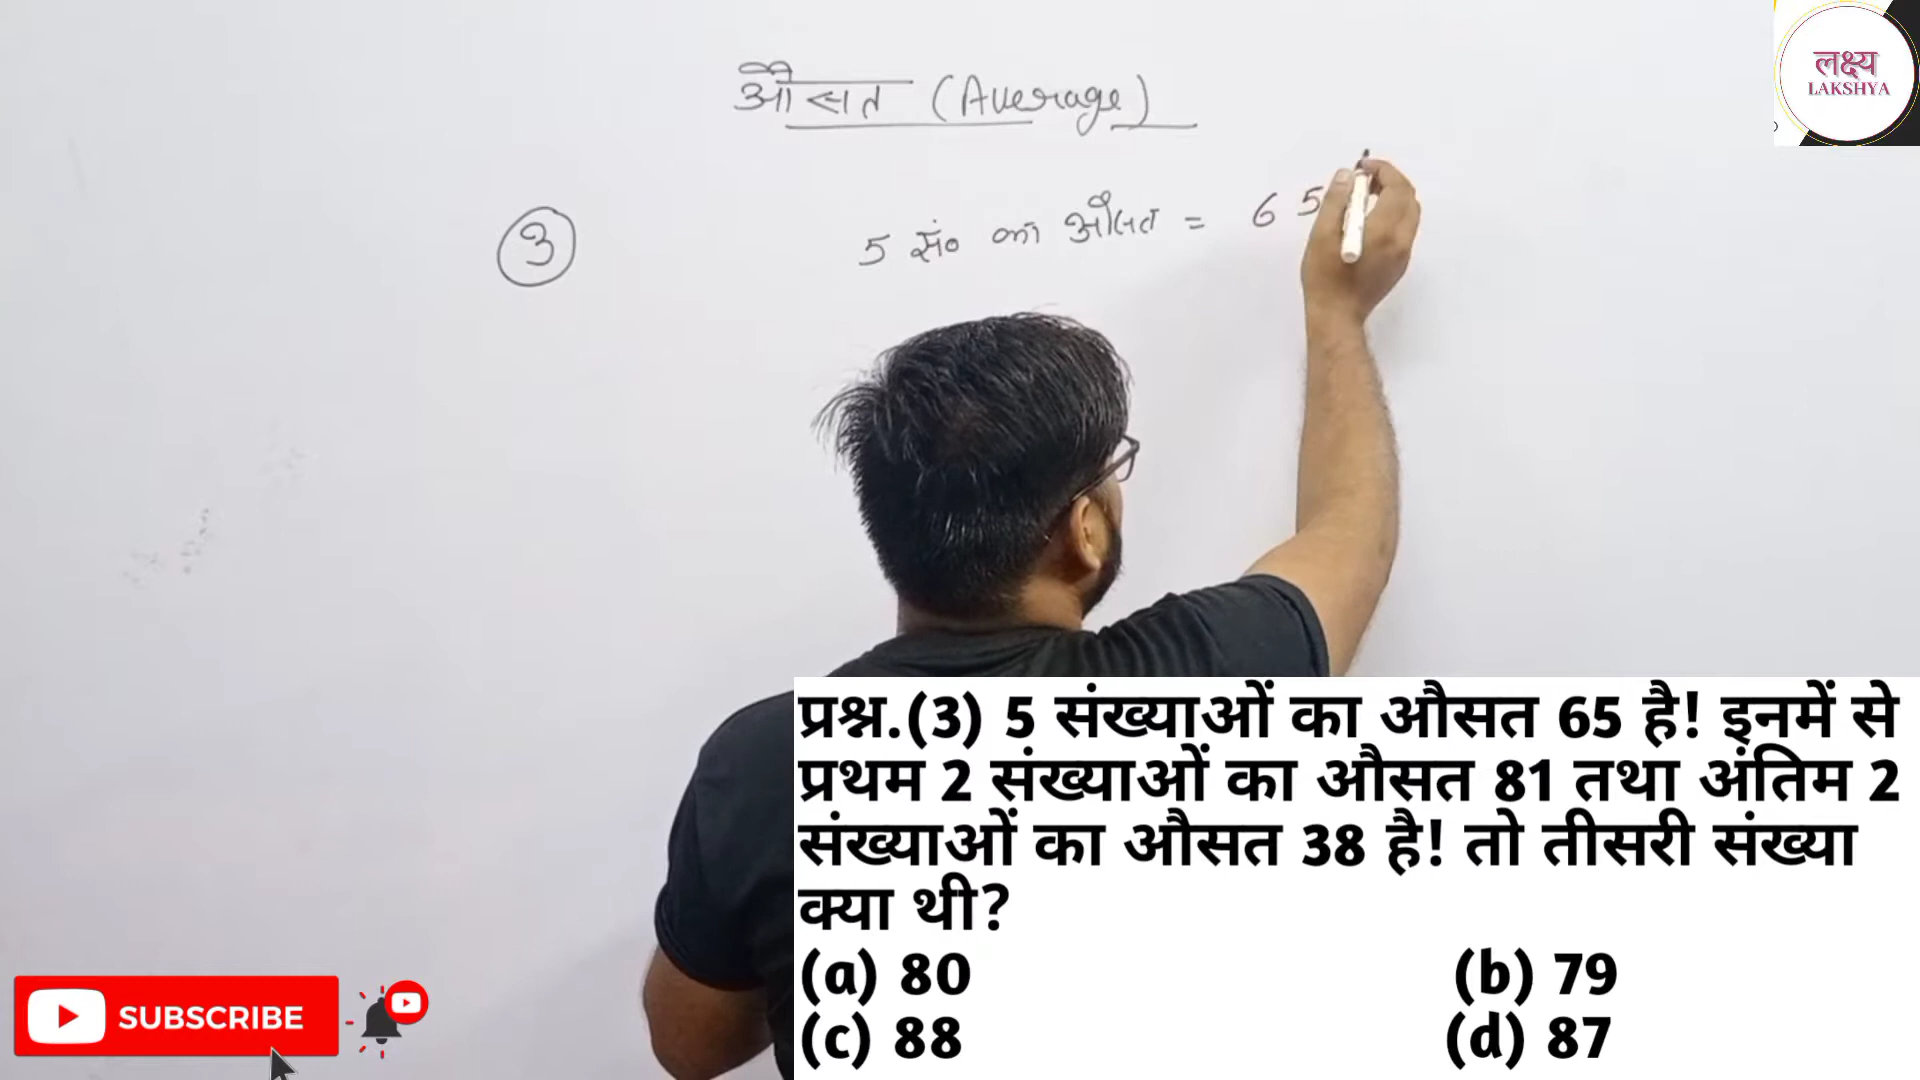 औसत (Average)
लक्ष्य
LAKSHYA
3
5 सं० का औसत = 65
प्रश्न.(3) 5 संख्याओं का औसत 65 है! इनमें से
प्रथम 2 संख्याओं का औसत 81 तथा अंतिम 2
संख्याओं का औसत 38 है! तो तीसरी संख्या
क्या थी?
(a) 80 (b) 79
(c) 88 (d) 87
SUBSCRIBE